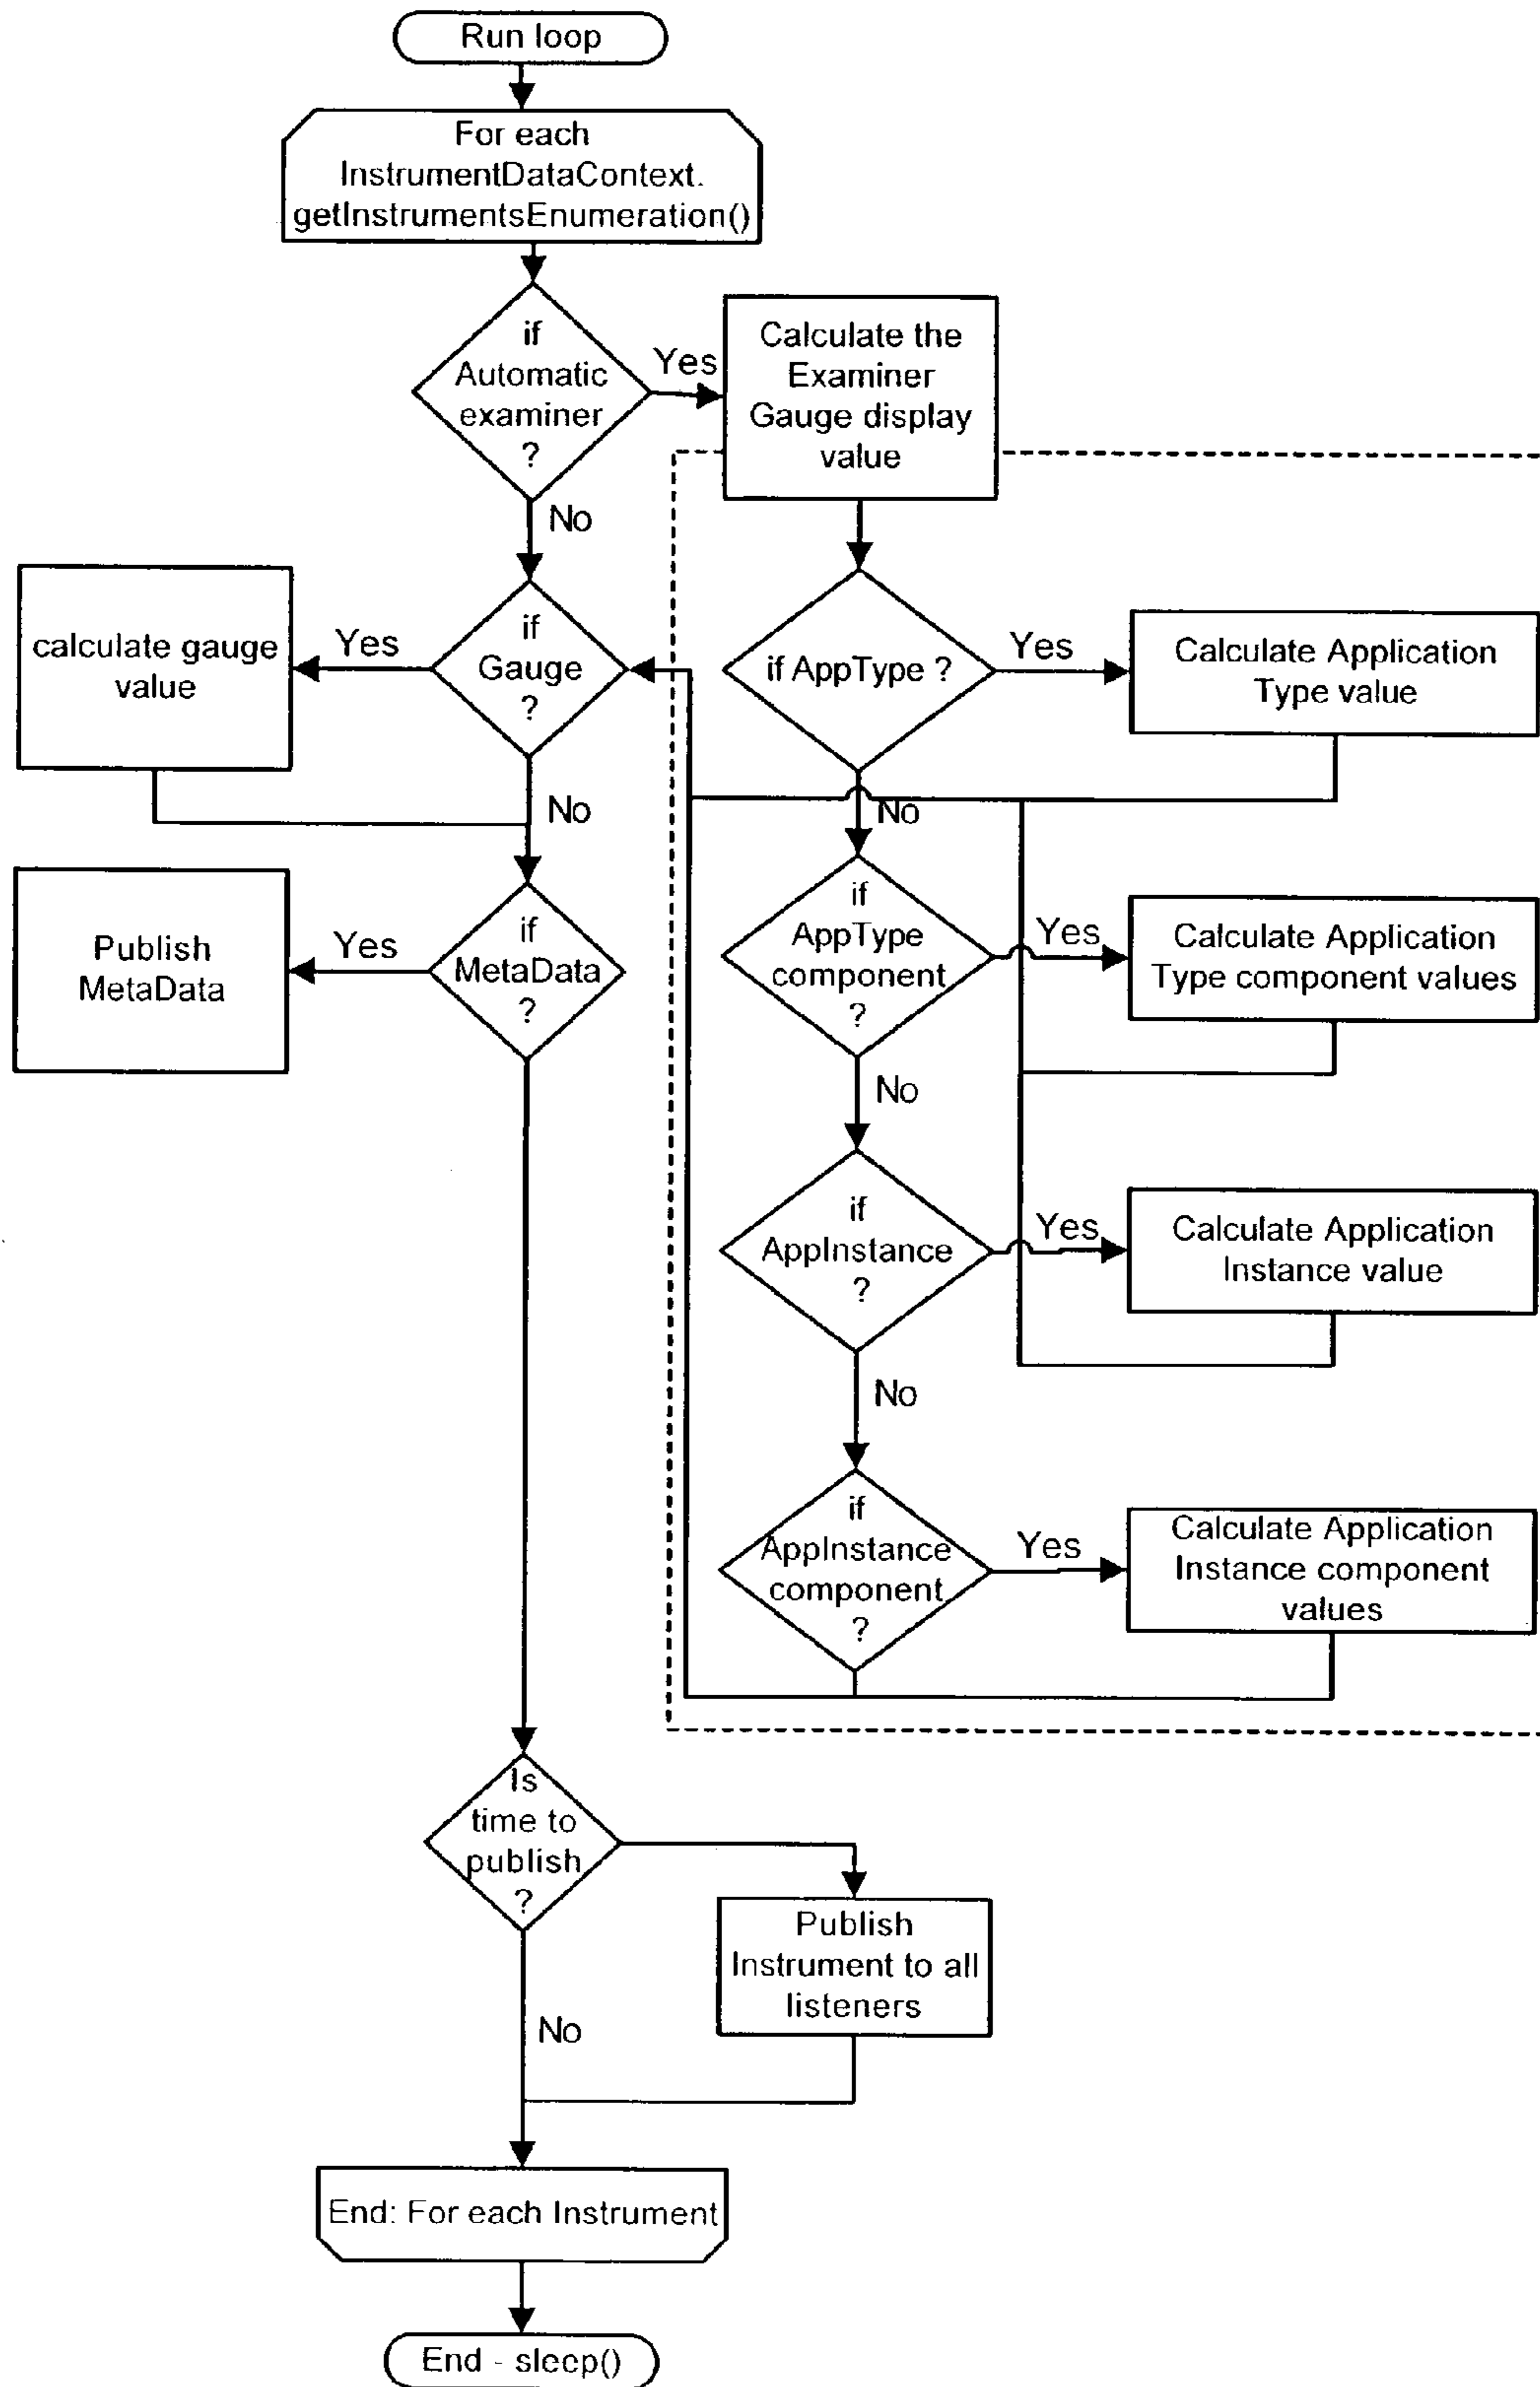 Run loop
For each
InstrumentDataContext.
getInstrumentsEnumeration()
if
Automatic
examiner
?
Yes
Calculate the
Examiner
Gauge display
value
No
calculate gauge
value
Yes
if
Gauge
?
if AppType ?
Yes
Calculate Application
Type value
No
No
Publish
MetaData
Yes
if
MetaData
?
if
AppType
component
?
Yes
Calculate Application
Type component values
No
if
AppInstance
?
Yes
Calculate Application
Instance value
No
if
AppInstance
component
?
Yes
Calculate Application
Instance component
values
Is
time to
publish
?
Publish
Instrument to all
listeners
No
End: For each Instrument
End - sleep()